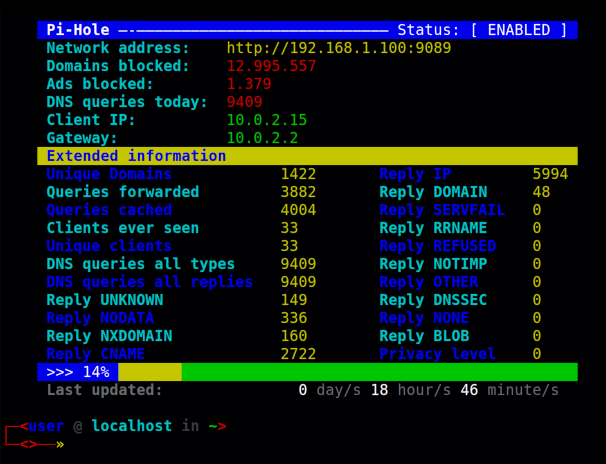 Pi-Hole —-———————————————————————————— Status: [ ENABLED ]
Network address: http://192.168.1.100:9089
Domains blocked: 12.995.557
Ads blocked: 1.379
DNS queries today: 9409
Client IP: 10.0.2.15
Gateway: 10.0.2.2
Extended information
Unique Domains 1422 Reply IP 5994
Queries forwarded 3882 Reply DOMAIN 48
Queries cached 4004 Reply SERVFAIL 0
Clients ever seen 33 Reply RRNAME 0
Unique clients 33 Reply REFUSED 0
DNS queries all types 9409 Reply NOTIMP 0
DNS queries all replies 9409 Reply OTHER 0
Reply UNKNOWN 149 Reply DNSSEC 0
Reply NODATA 336 Reply NONE 0
Reply NXDOMAIN 160 Reply BLOB 0
Reply CNAME 2722 Privacy level 0
>>> 14%
Last updated: 0 day/s 18 hour/s 46 minute/s
┌─<user @ localhost in ~>
└─<>──»